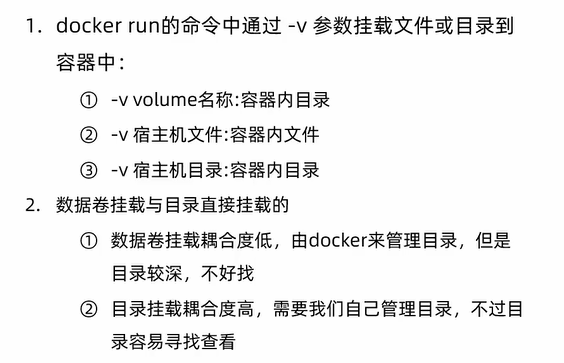 1. docker run的命令中通过 -v 参数挂载文件或目录到
容器中：
① -v volume名称:容器内目录
② -v 宿主机文件:容器内文件
③ -v 宿主机目录:容器内目录
2. 数据卷挂载与目录直接挂载的
① 数据卷挂载耦合度低，由docker来管理目录，但是
目录较深，不好找
② 目录挂载耦合度高，需要我们自己管理目录，不过目
录容易寻找查看